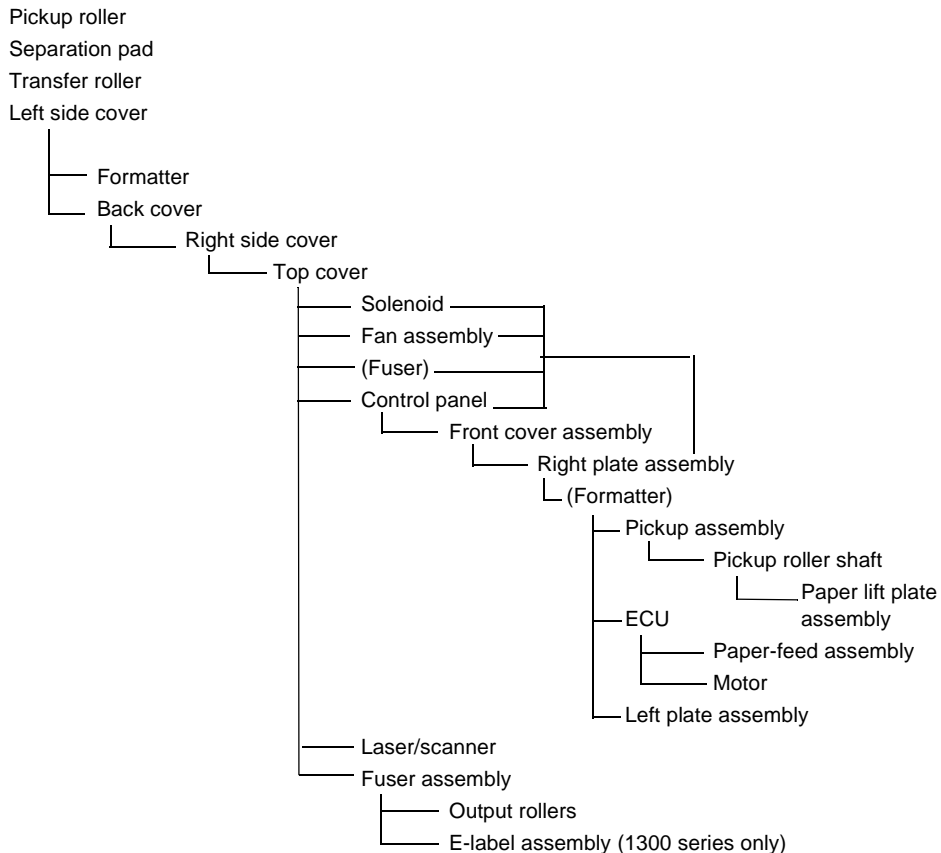 Pickup roller
Separation pad
Transfer roller
Left side cover
Formatter
Back cover
Right side cover
Top cover
Solenoid
Fan assembly
(Fuser)
Control panel
Front cover assembly
Right plate assembly
(Formatter)
Pickup assembly
Pickup roller shaft
Paper lift plate
assembly
ECU
Paper-feed assembly
Motor
Left plate assembly
Laser/scanner
Fuser assembly
Output rollers
E-label assembly (1300 series only)